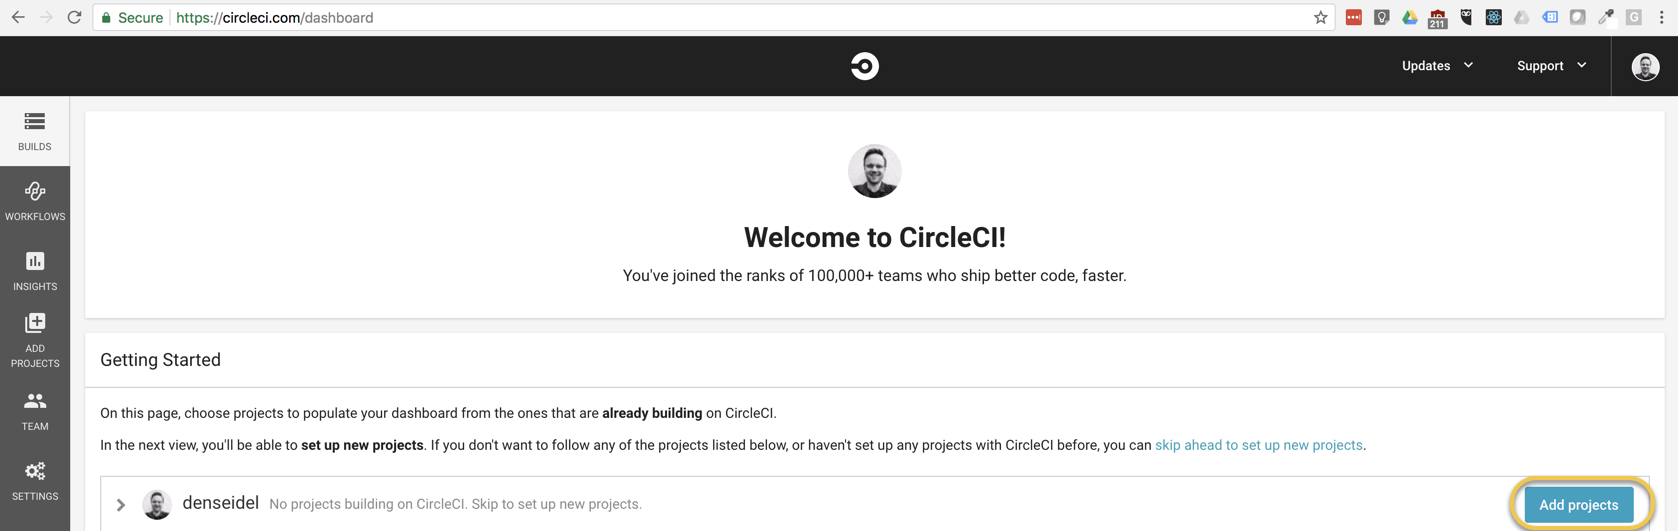 Secure https://circleci.com/dashboard
211
G
Updates Support
BUILDS
WORKFLOWS
INSIGHTS
ADD
PROJECTS
TEAM
SETTINGS
Welcome to CircleCI!
You've joined the ranks of 100,000+ teams who ship better code, faster.
Getting Started
On this page, choose projects to populate your dashboard from the ones that are already building on CircleCI.
In the next view, you'll be able to set up new projects. If you don't want to follow any of the projects listed below, or haven't set up any projects with CircleCI before, you can skip ahead to set up new projects.
denseidel No projects building on CircleCI. Skip to set up new projects.
Add projects